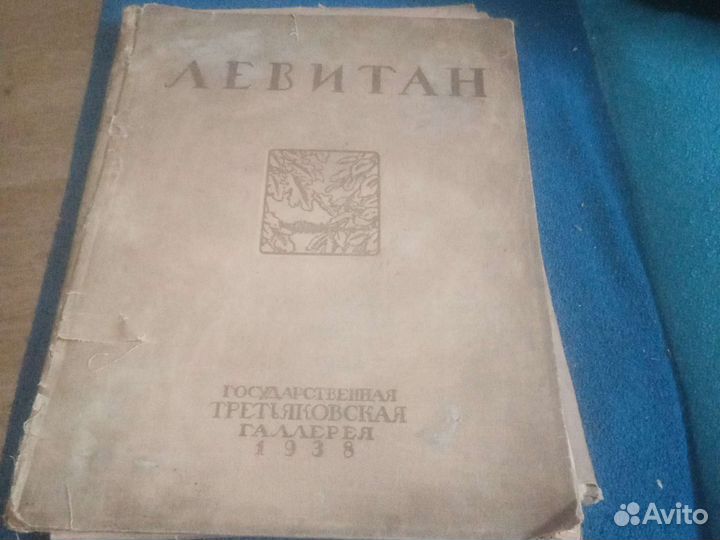 ЛЕВИТАН
ГОСУДАРСТВЕННАЯ
ТРЕТЬЯКОВСКАЯ
ГАЛЛЕРЕЯ
1938
Avito